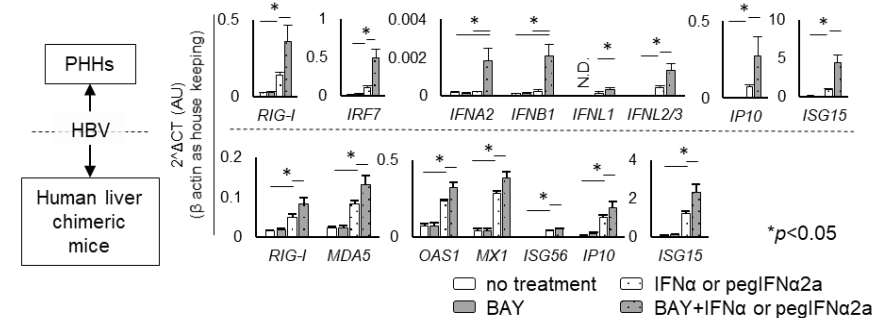 PHHs
HBV
Human liver
chimeric
mice
2^ΔCT (AU)
(β actin as house keeping)
0.5
0
*
RIG-I
1
0.5
0
*
IRF7
0.004
0.002
0
*
IFNA2
*
IFNB1
N.D.
*
IFNL1
*
IFNL2/3
0.5
0
*
IP10
10
5
0
*
ISG15
0.2
0.1
0
*
RIG-I
*
MDA5
0.5
0
*
OAS1
*
MX1
*
ISG56
*
IP10
4
2
0
*
ISG15
*p<0.05
no treatment
IFNα or pegIFNα2a
BAY
BAY+IFNα or pegIFNα2a